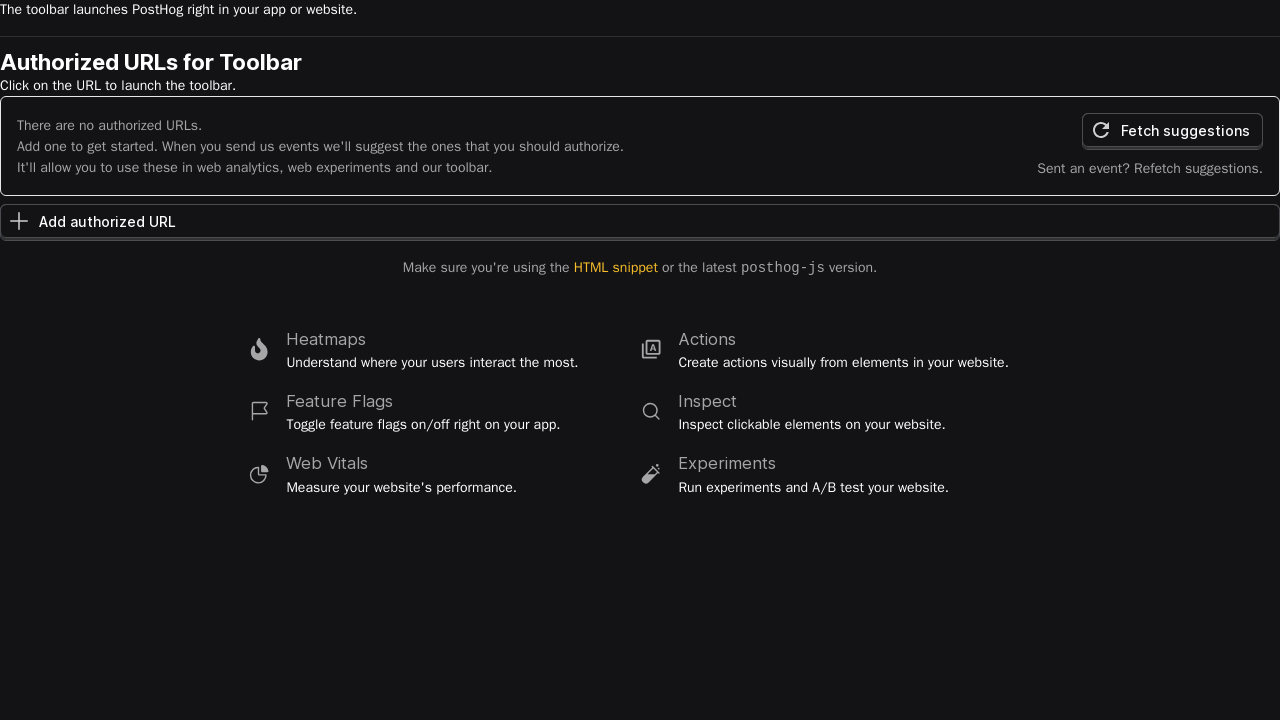 The toolbar launches PostHog right in your app or website.
Authorized URLs for Toolbar
Click on the URL to launch the toolbar.
There are no authorized URLs.
Add one to get started. When you send us events we'll suggest the ones that you should authorize.
It'll allow you to use these in web analytics, web experiments and our toolbar.
Fetch suggestions
Sent an event? Refetch suggestions.
Add authorized URL
Make sure you're using the HTML snippet or the latest posthog-js version.
Heatmaps
Understand where your users interact the most.
Actions
Create actions visually from elements in your website.
Feature Flags
Toggle feature flags on/off right on your app.
Inspect
Inspect clickable elements on your website.
Web Vitals
Measure your website's performance.
Experiments
Run experiments and A/B test your website.